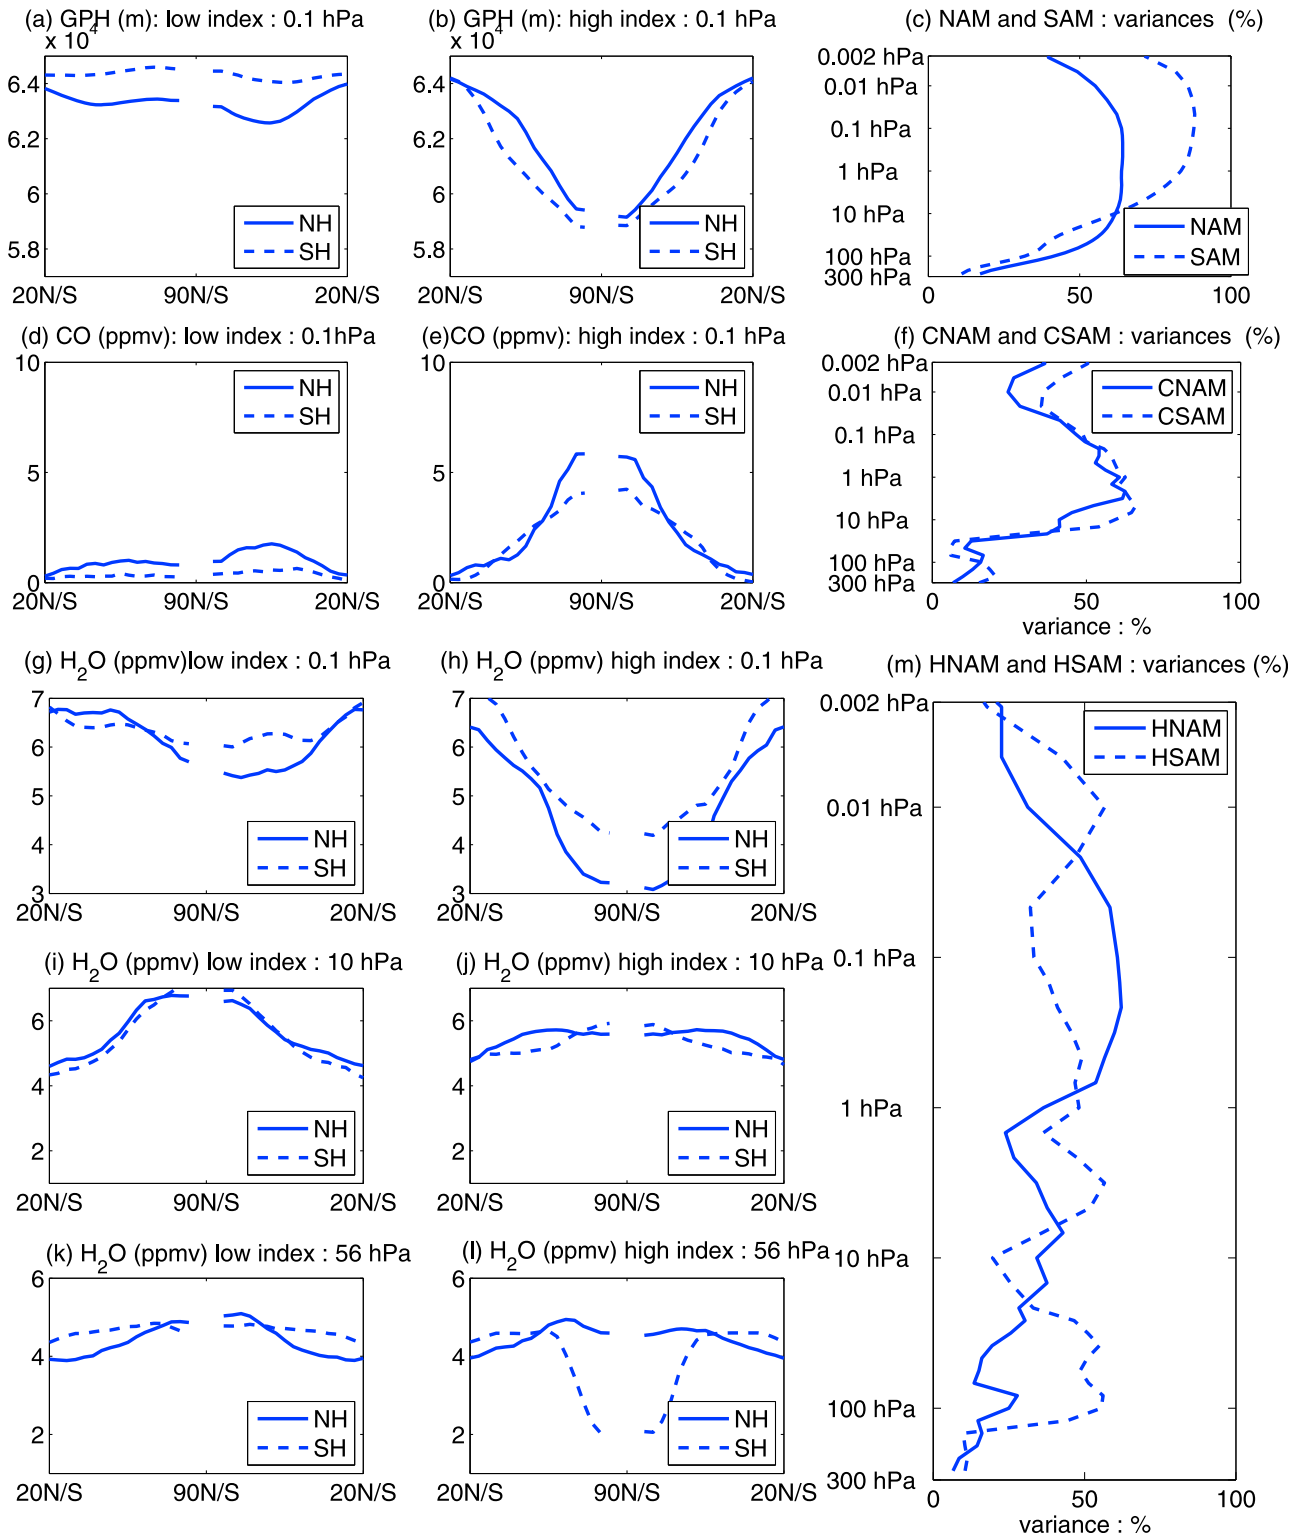 (a) GPH (m): low index : 0.1 hPa
x 10⁴
6.4
6.2
6
5.8
20N/S 90N/S 20N/S
NH
SH
(b) GPH (m): high index : 0.1 hPa
x 10⁴
6.4
6.2
6
5.8
20N/S 90N/S 20N/S
NH
SH
(c) NAM and SAM : variances (%)
0.002 hPa
0.01 hPa
0.1 hPa
1 hPa
10 hPa
100 hPa
300 hPa
0 50 100
NAM
SAM
(d) CO (ppmv): low index : 0.1hPa
10
5
0
20N/S 90N/S 20N/S
NH
SH
(e)CO (ppmv): high index : 0.1 hPa
10
5
0
20N/S 90N/S 20N/S
NH
SH
(f) CNAM and CSAM : variances (%)
0.002 hPa
0.01 hPa
0.1 hPa
1 hPa
10 hPa
100 hPa
300 hPa
0 50 100
variance : %
CNAM
CSAM
(g) H₂O (ppmv)low index : 0.1 hPa
7
6
5
4
3
20N/S 90N/S 20N/S
NH
SH
(h) H₂O (ppmv) high index : 0.1 hPa
7
6
5
4
3
20N/S 90N/S 20N/S
NH
SH
(m) HNAM and HSAM : variances (%)
0.002 hPa
0.01 hPa
0.1 hPa
1 hPa
10 hPa
100 hPa
300 hPa
0 50 100
variance : %
HNAM
HSAM
(i) H₂O (ppmv) low index : 10 hPa
6
4
2
20N/S 90N/S 20N/S
NH
SH
(j) H₂O (ppmv) high index : 10 hPa
6
4
2
20N/S 90N/S 20N/S
NH
SH
(k) H₂O (ppmv) low index : 56 hPa
6
4
2
20N/S 90N/S 20N/S
NH
SH
(l) H₂O (ppmv) high index : 56 hPa
6
4
2
20N/S 90N/S 20N/S
NH
SH